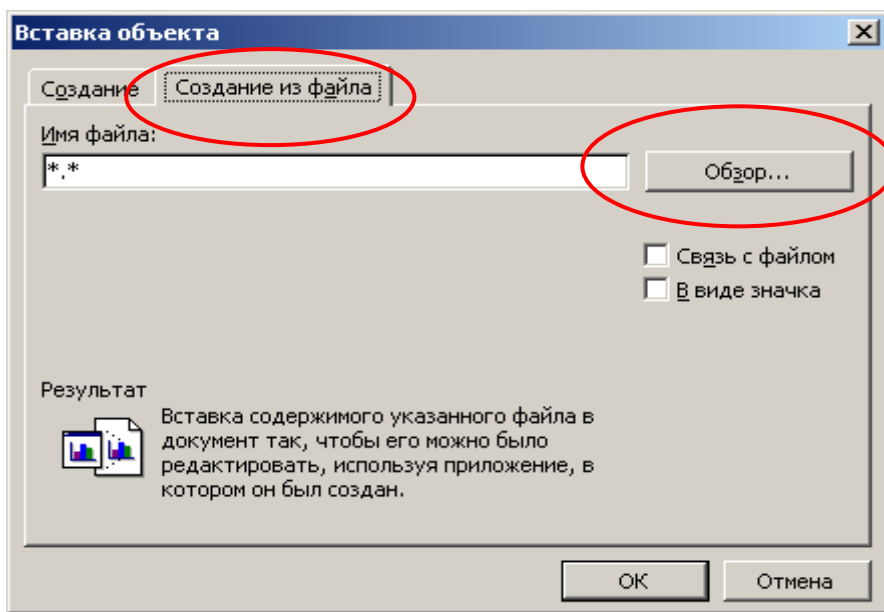 Вставка объекта
Создание
Создание из файла
Имя файла:
*.*
Обзор...
Связь с файлом
В виде значка
Результат
Вставка содержимого указанного файла в
документ так, чтобы его можно было
редактировать, используя приложение, в
котором он был создан.
ОК
Отмена